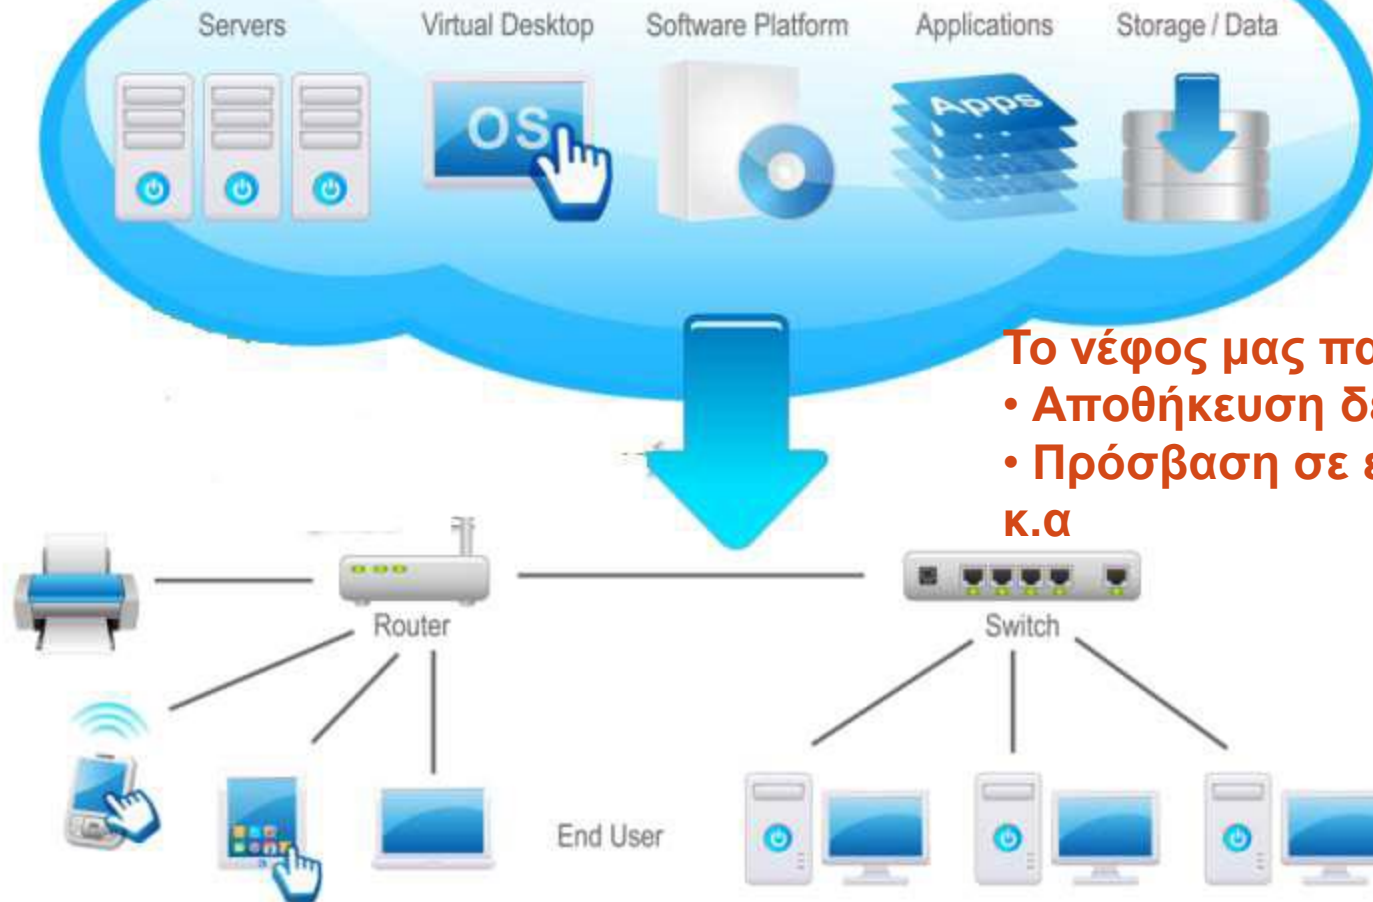 Servers
Virtual Desktop
Software Platform
Applications
Storage / Data
OS
Apps
Το νέφος μας
• Αποθήκευση
• Πρόσβαση σε
κ.α
Router
Switch
End User